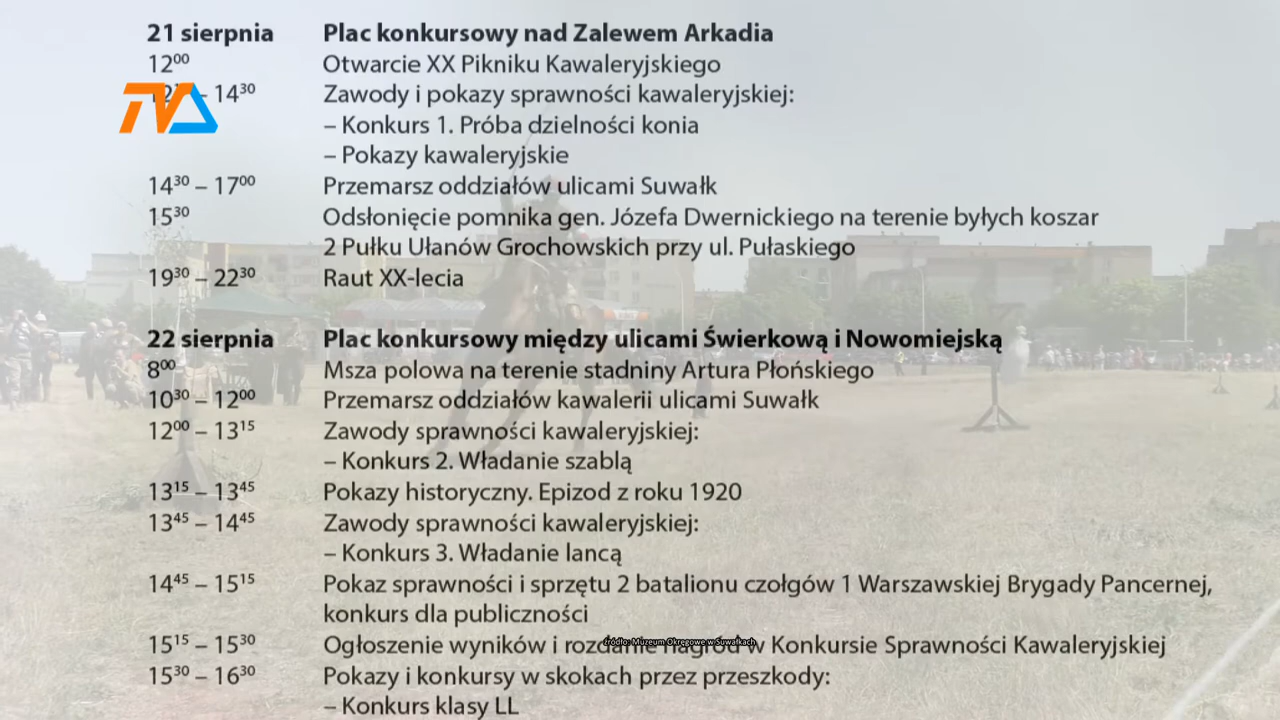 21 sierpnia Plac konkursowy nad Zalewem Arkadia
12⁰⁰ Otwarcie XX Pikniku Kawaleryjskiego
– 14³⁰ Zawody i pokazy sprawności kawaleryjskiej:
– Konkurs 1. Próba dzielności konia
– Pokazy kawaleryjskie
14³⁰ – 17⁰⁰ Przemarsz oddziałów ulicami Suwałk
15³⁰ Odsłonięcie pomnika gen. Józefa Dwernickiego na terenie byłych koszar
2 Pułku Ułanów Grochowskich przy ul. Pułaskiego
19³⁰ – 22³⁰ Raut XX-lecia
22 sierpnia Plac konkursowy między ulicami Świerkową i Nowomiejską
8⁰⁰ Msza polowa na terenie stadniny Artura Płońskiego
10³⁰ – 12⁰⁰ Przemarsz oddziałów kawalerii ulicami Suwałk
12⁰⁰ – 13¹⁵ Zawody sprawności kawaleryjskiej:
– Konkurs 2. Władanie szablą
13¹⁵ – 13⁴⁵ Pokazy historyczny. Epizod z roku 1920
13⁴⁵ – 14⁴⁵ Zawody sprawności kawaleryjskiej:
– Konkurs 3. Władanie lancą
14⁴⁵ – 15¹⁵ Pokaz sprawności i sprzętu 2 batalionu czołgów 1 Warszawskiej Brygady Pancernej,
konkurs dla publiczności
źródło: Muzeum Okręgowe w Suwałkach
15¹⁵ – 15³⁰ Ogłoszenie wyników i rozdanie nagród w Konkursie Sprawności Kawaleryjskiej
15³⁰ – 16³⁰ Pokazy i konkursy w skokach przez przeszkody:
– Konkurs klasy LL